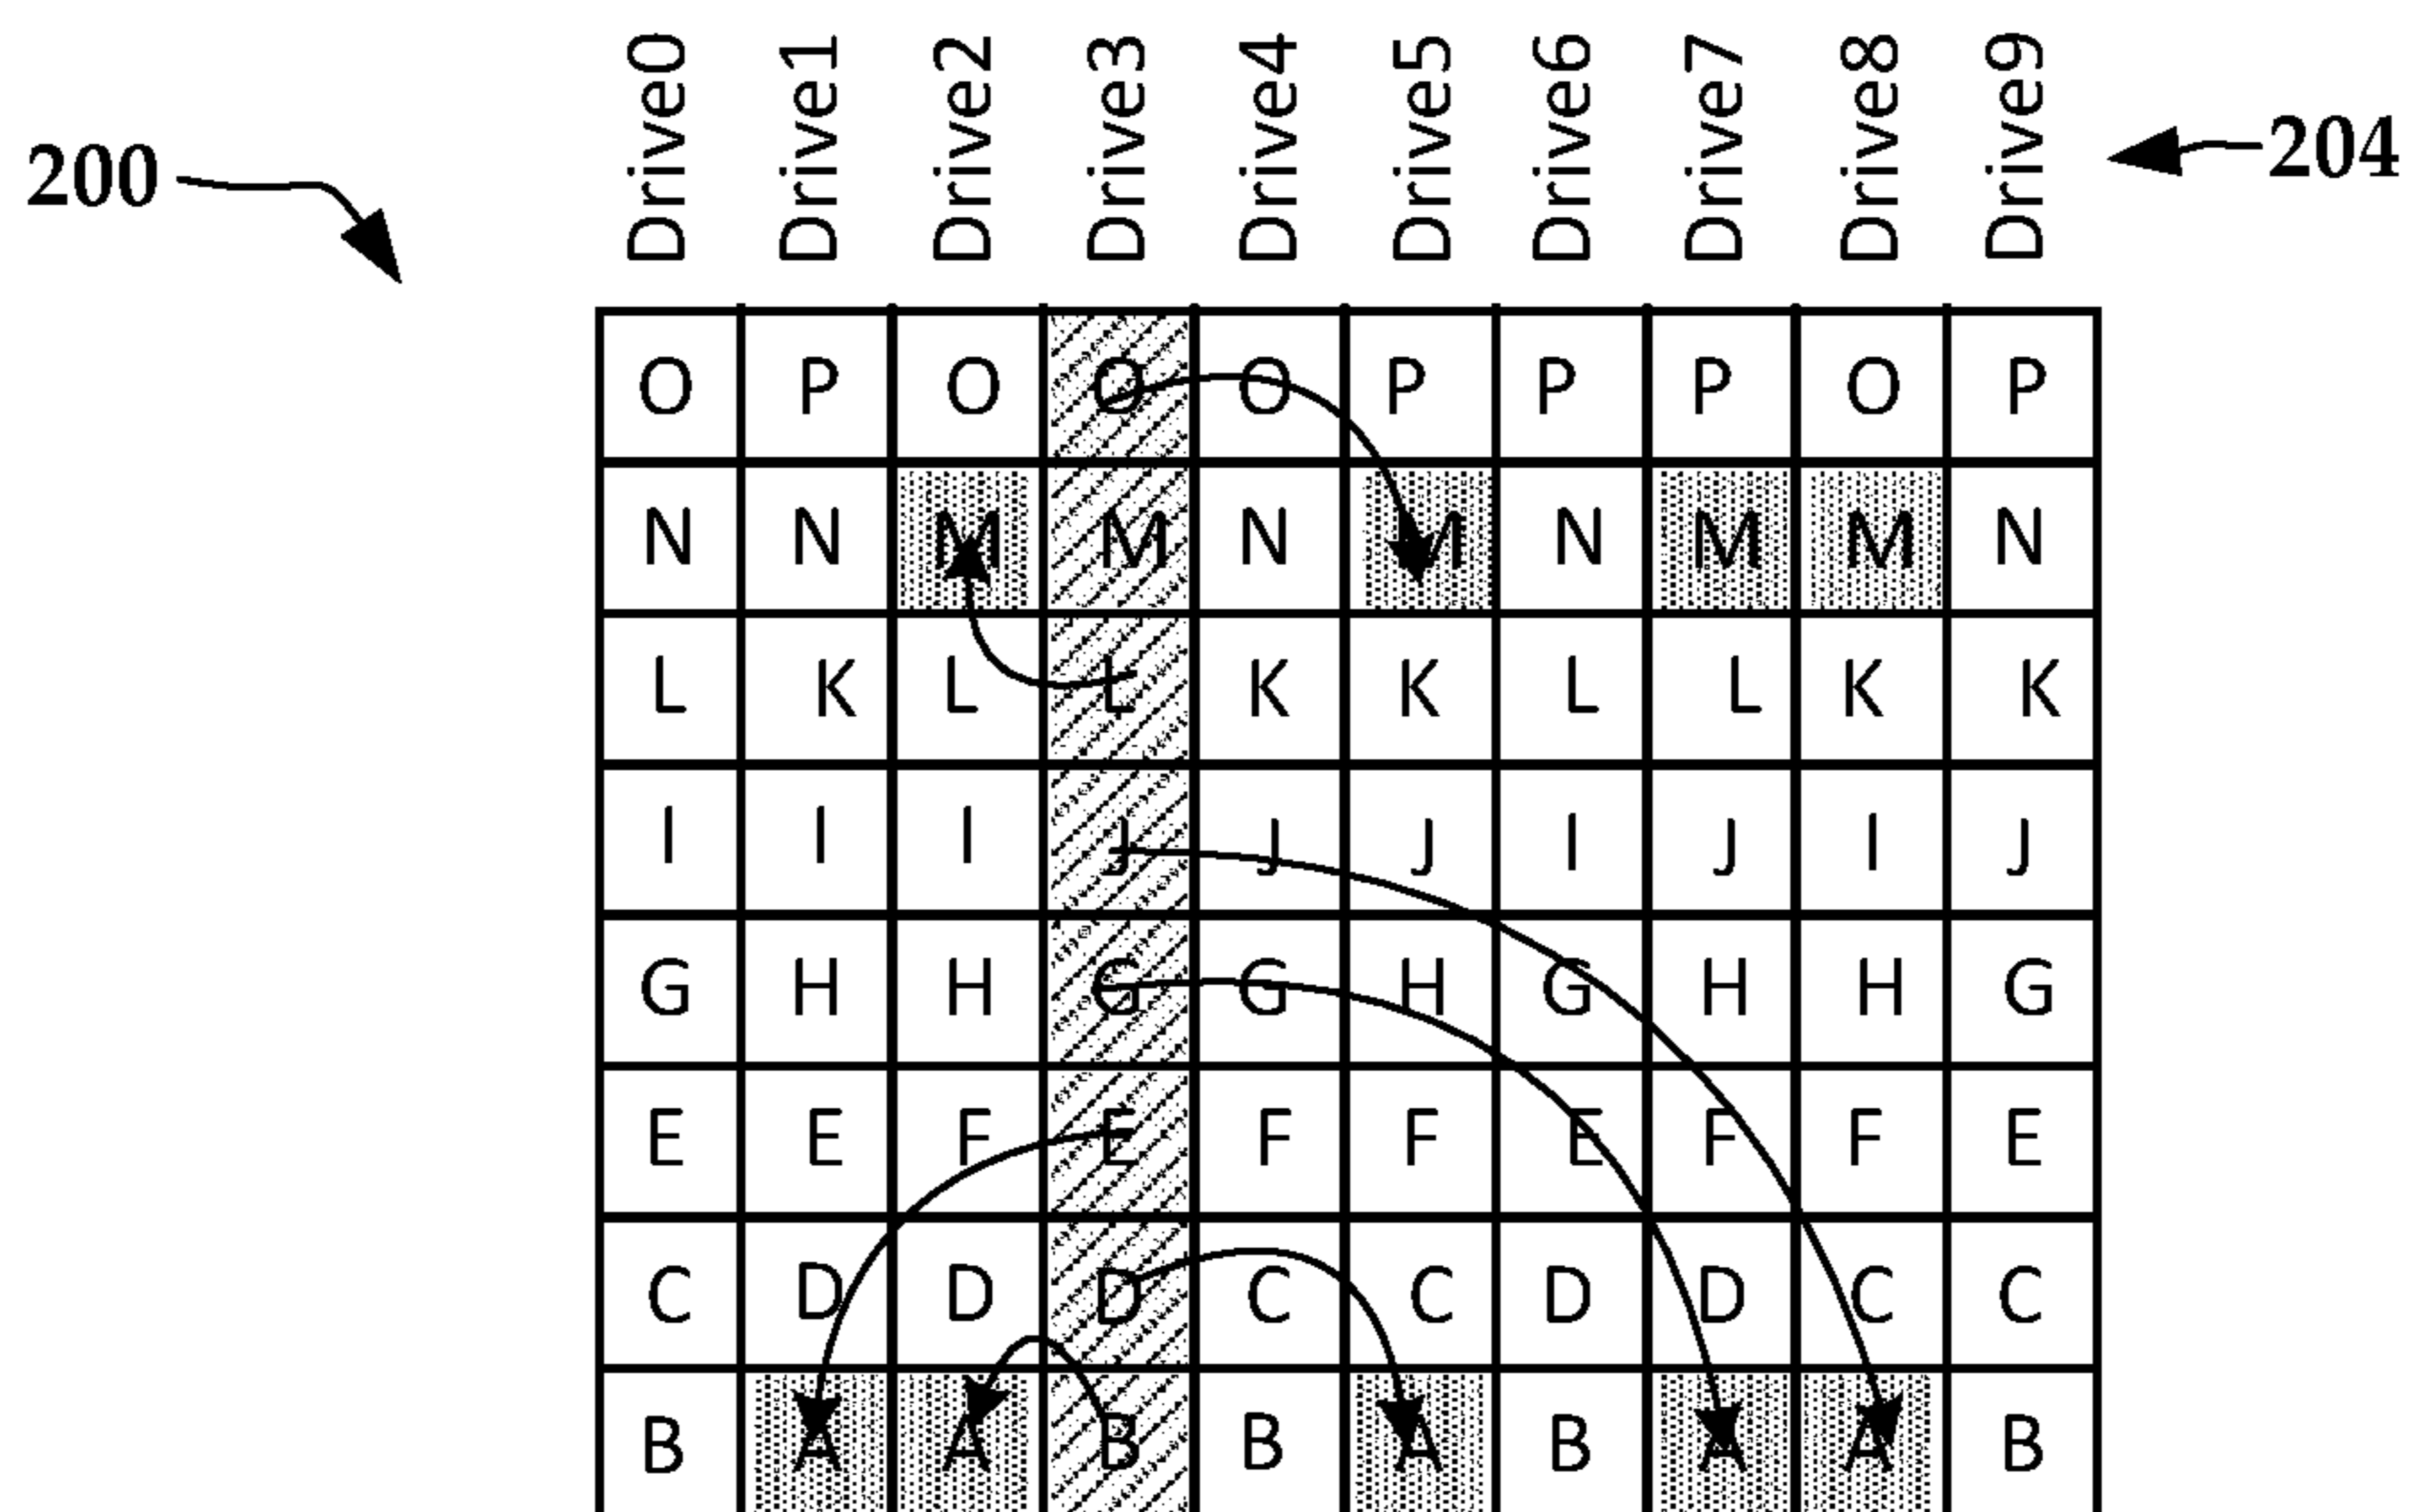 Drive0 Drive1 Drive2 Drive3 Drive4 Drive5 Drive6 Drive7 Drive8 Drive9
200 204
O P O O O P P P O P
N N M M N M N M M N
L K L L K K L L K K
I I I J J J I J I J
G H H G G H G H H G
E E F E F F E F F E
C D D D C C D D C C
B A A B B A B A A B